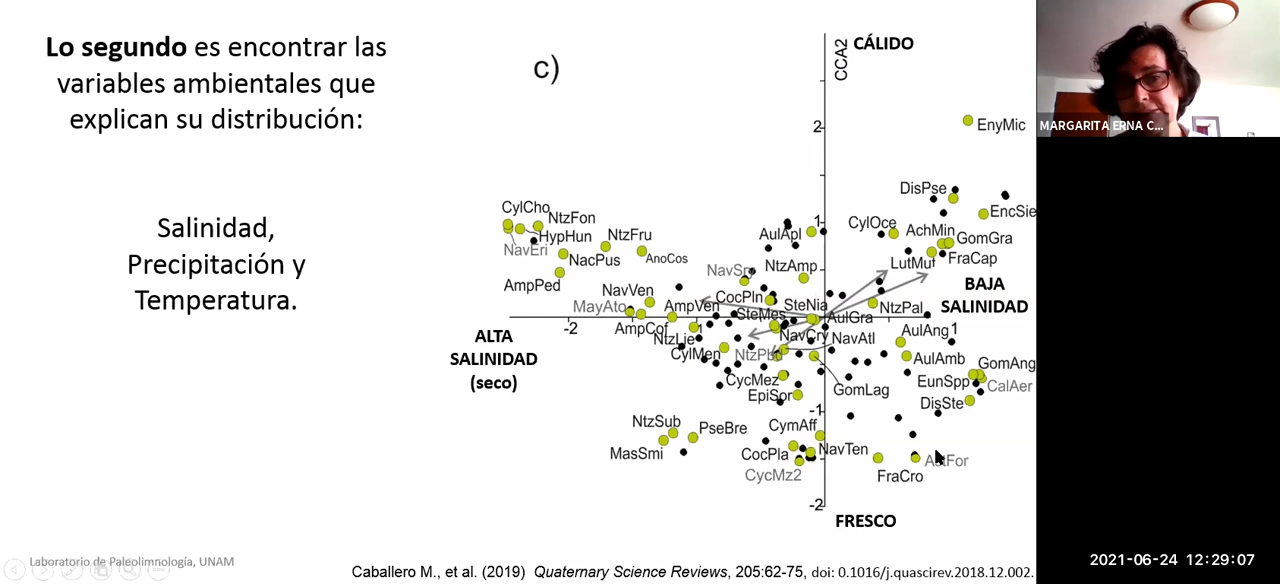 Lo segundo es encontrar las
variables ambientales que
explican su distribución:
Salinidad,
Precipitación y
Temperatura.
c)
CCA2
CÁLIDO
2
EnyMic
DisPse
EncSie
CylCho
NtzFon
HypHun
NavEri
NtzFru
NacPus
AnoCos
AmpPed
1
AulApl
CylOce
AchMin
GomGra
FraCap
LutMut
NavSry
NtzAmp
BAJA
SALINIDAD
NavVen
MayAto
AmpVen
CocPln
SteNia
NtzPal
SteMes
AulGra
-2
-1
1
AmpCof
NtzLie
NavCry
NavAtl
AulAng
ALTA
SALINIDAD
(seco)
CylMen
AulAmb
GomAng
CycMez
EunSpp
CalAer
EpiSor
GomLag
DisSte
-1
NtzSub
PseBre
CymAff
MasSmi
CocPla
NavTen
CycMz2
FraCro
-2
FRESCO
MARGARITA ERNA C...
Laboratorio de Paleolimnología, UNAM
Caballero M., et al. (2019) Quaternary Science Reviews, 205:62-75, doi: 0.1016/j.quascirev.2018.12.002.
2021-06-24 12:29:07